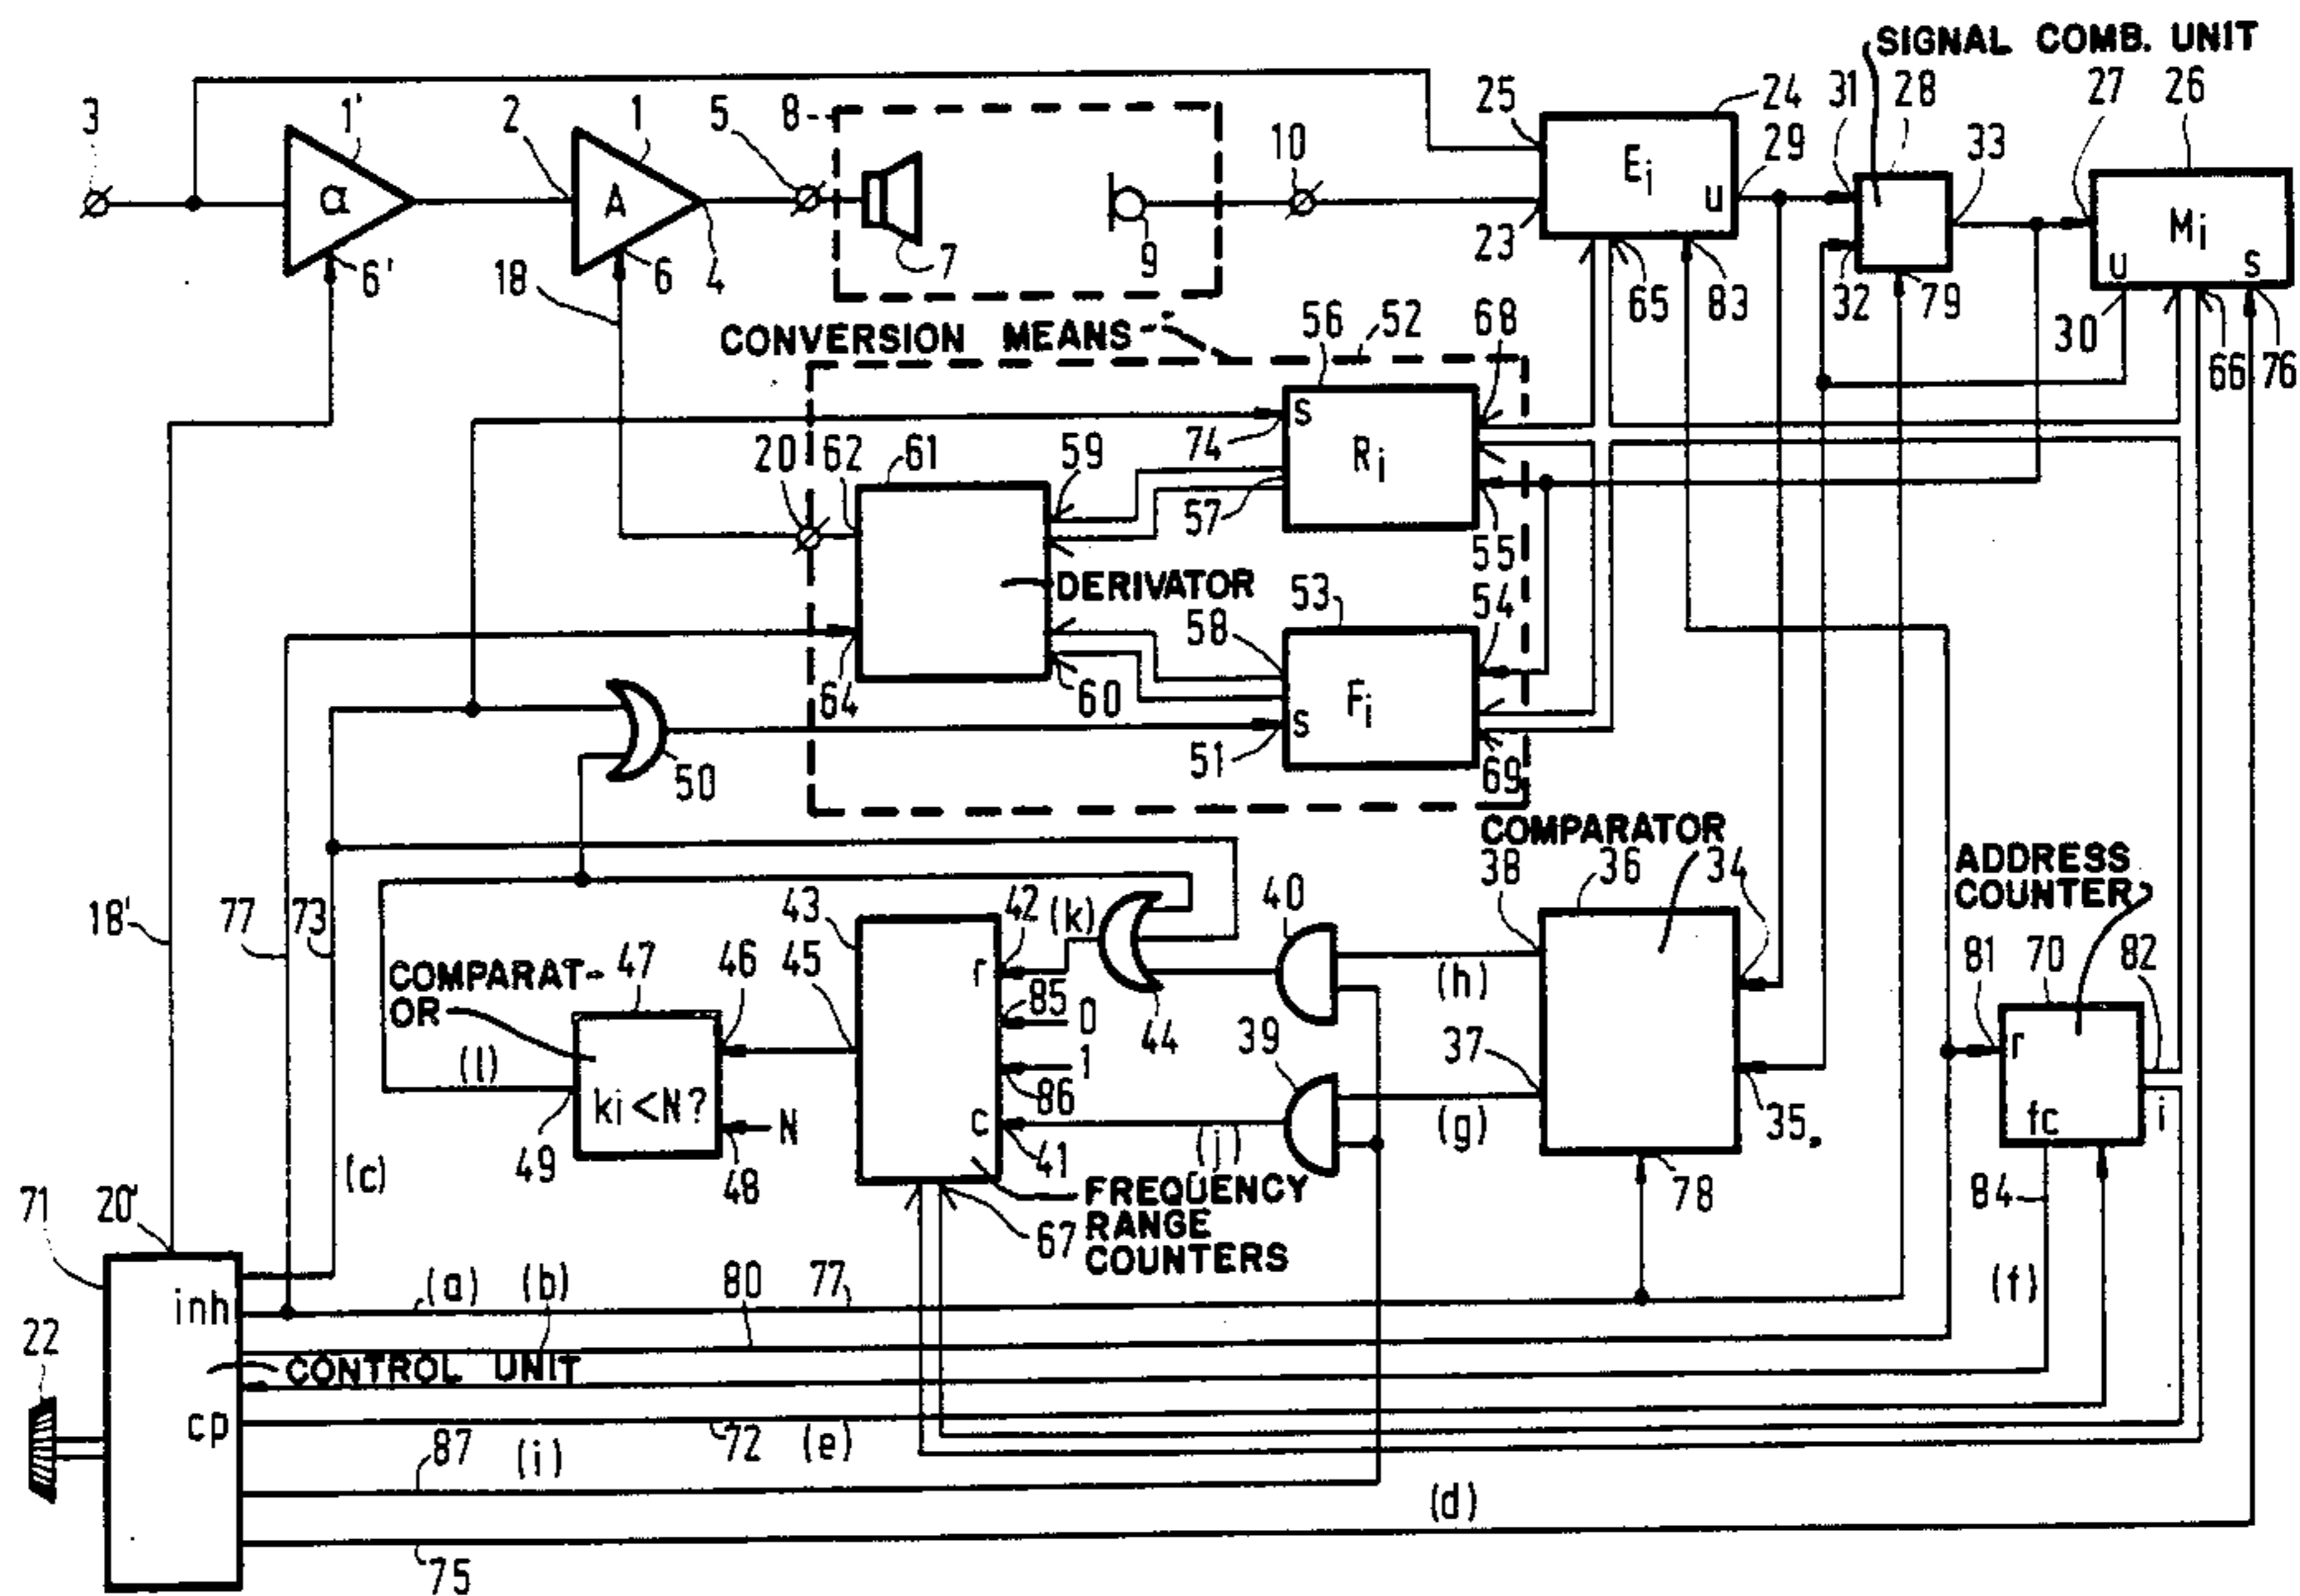 SIGNAL COMB. UNIT
3 1' 2 1 5 8 10 25 24 31 28 27 26
29 33
α A Ei u Mi
6' 18 6 4 7 9 23 65 83 32 79 u s
30 66 76
CONVERSION MEANS 56 52 68
s
20 62 61 59 74 Ri
57 55
DERIVATOR 53 54
58
64 60 Fi
s
50 51 69
COMPARATOR
38 36 34
ADDRESS
COUNTER
18' 77 73 43 42 (k) 40
COMPARAT-
OR
47 46 45 r 85 0 44 (h) 81 70 82
(l) 1 39 37 r
ki<N? 86
N c (j) (g) 35 fc i
49 48 41 78 84
(c) FREQUENCY
RANGE
COUNTERS
67
71 20'
inh (a) (b) 80 77 (f)
22 CONTROL UNIT
cp
72 (e)
87 (i)
(d)
75